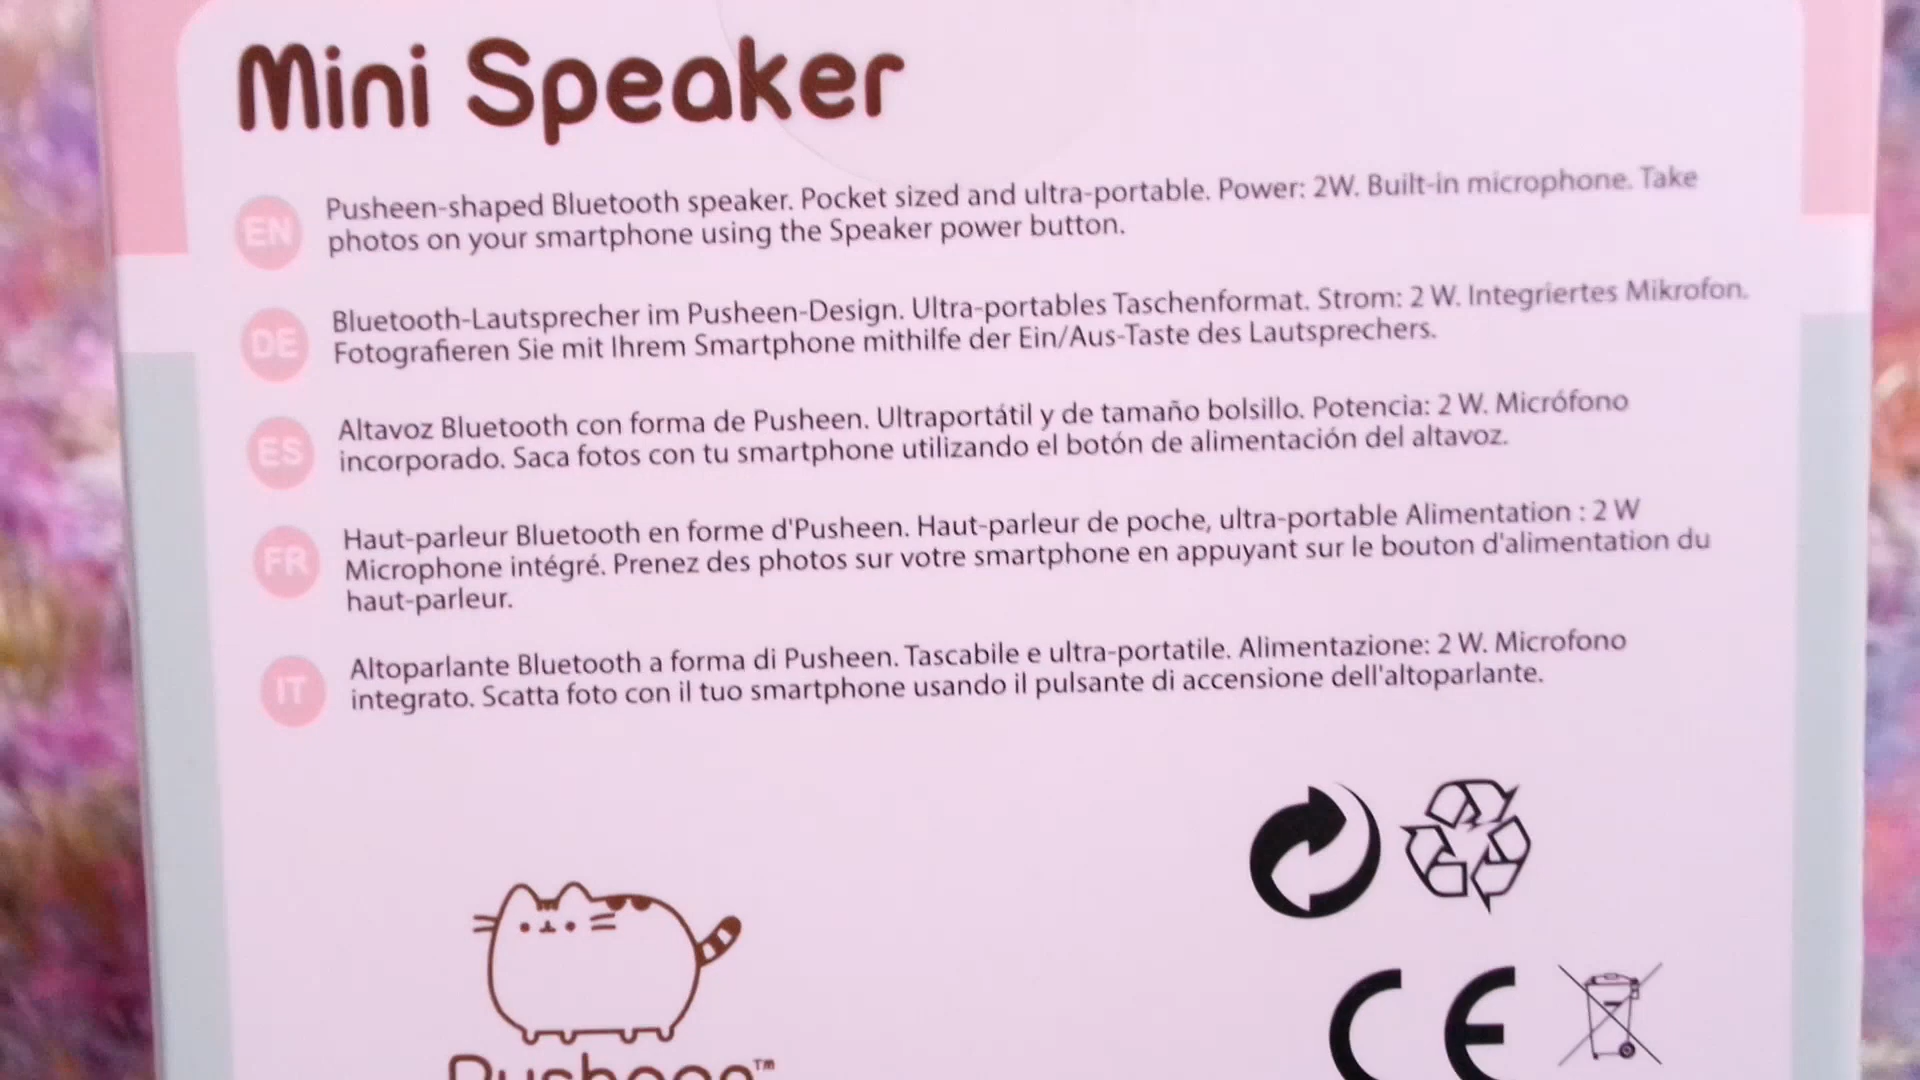 Mini Speaker
EN
Pusheen-shaped Bluetooth speaker. Pocket sized and ultra-portable. Power: 2W. Built-in microphone. Take
photos on your smartphone using the Speaker power button.
DE
Bluetooth-Lautsprecher im Pusheen-Design. Ultra-portables Taschenformat. Strom: 2 W. Integriertes Mikrofon.
Fotografieren Sie mit Ihrem Smartphone mithilfe der Ein/Aus-Taste des Lautsprechers.
ES
Altavoz Bluetooth con forma de Pusheen. Ultraportátil y de tamaño bolsillo. Potencia: 2 W. Micrófono
incorporado. Saca fotos con tu smartphone utilizando el botón de alimentación del altavoz.
FR
Haut-parleur Bluetooth en forme d'Pusheen. Haut-parleur de poche, ultra-portable Alimentation : 2 W
Microphone intégré. Prenez des photos sur votre smartphone en appuyant sur le bouton d'alimentation du
haut-parleur.
IT
Altoparlante Bluetooth a forma di Pusheen. Tascabile e ultra-portatile. Alimentazione: 2 W. Microfono
integrato. Scatta foto con il tuo smartphone usando il pulsante di accensione dell'altoparlante.
CE
Pusheen™